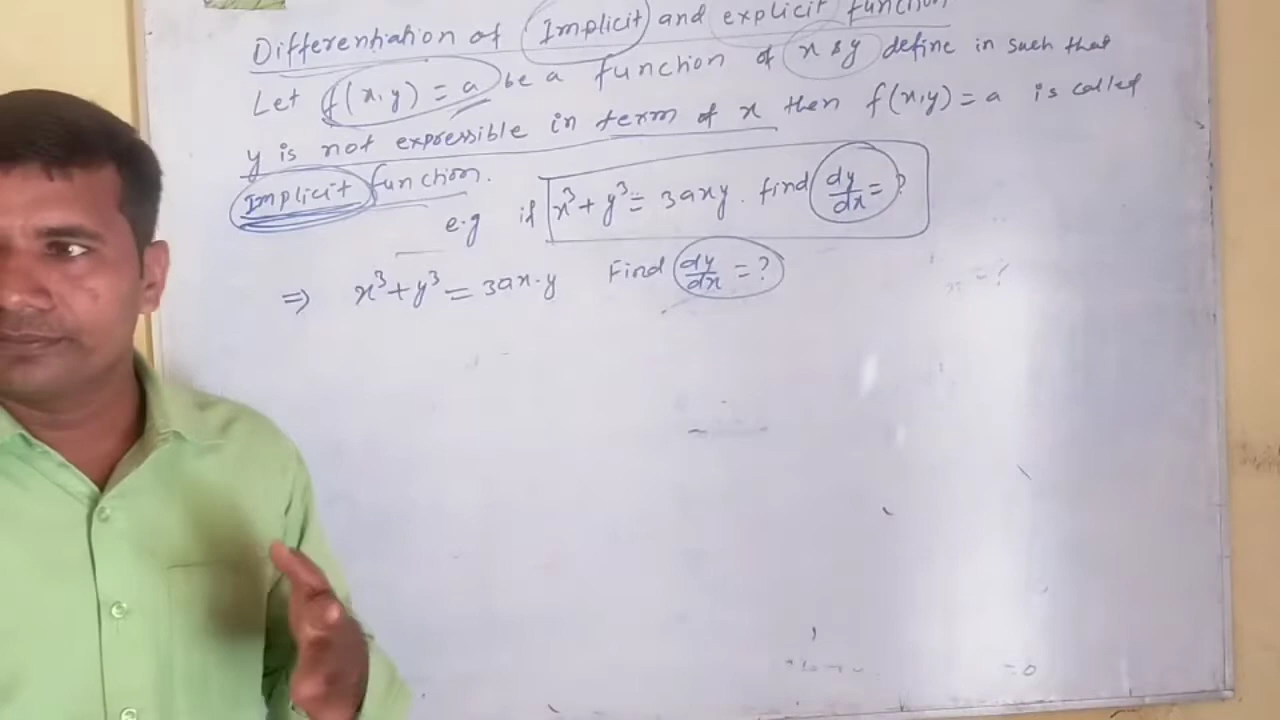 Differentiation of Implicit and explicit function
Let f(x,y) = a be a function of x & y define in such that
y is not expressible in term of x then f(x,y) = a is called
Implicit function.
e.g if x³ + y³ = 3axy. find dy/dx = ?
⇒ x³ + y³ = 3ax·y Find dy/dx = ?